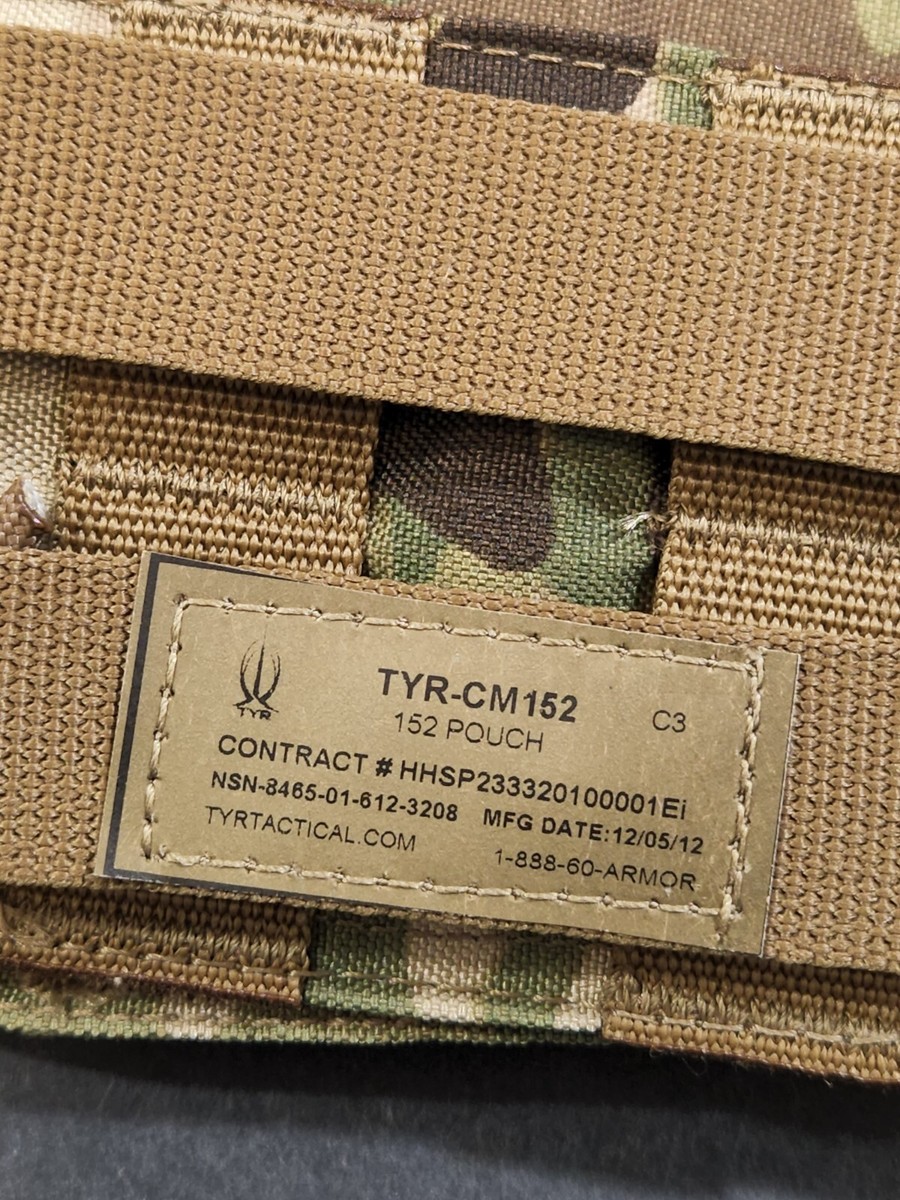 TYR
TYR-CM152
C3
152 POUCH
CONTRACT # HHSP233320100001Ei
NSN-8465-01-612-3208 MFG DATE:12/05/12
TYRTACTICAL.COM
1-888-60-ARMOR